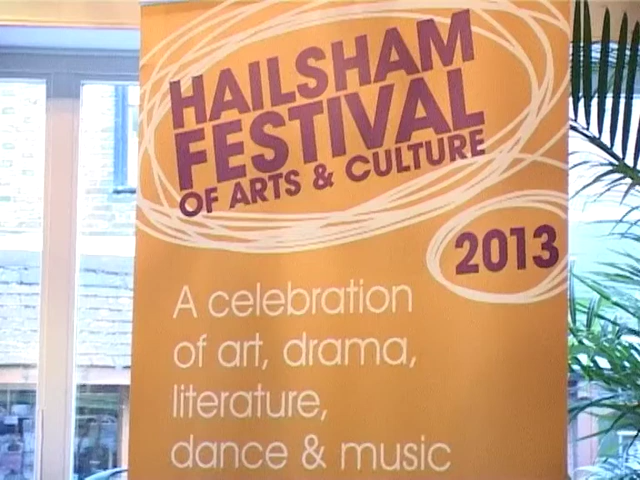 HAILSHAM
FESTIVAL
OF ARTS & CULTURE
2013
A celebration
of art, drama,
literature,
dance & music